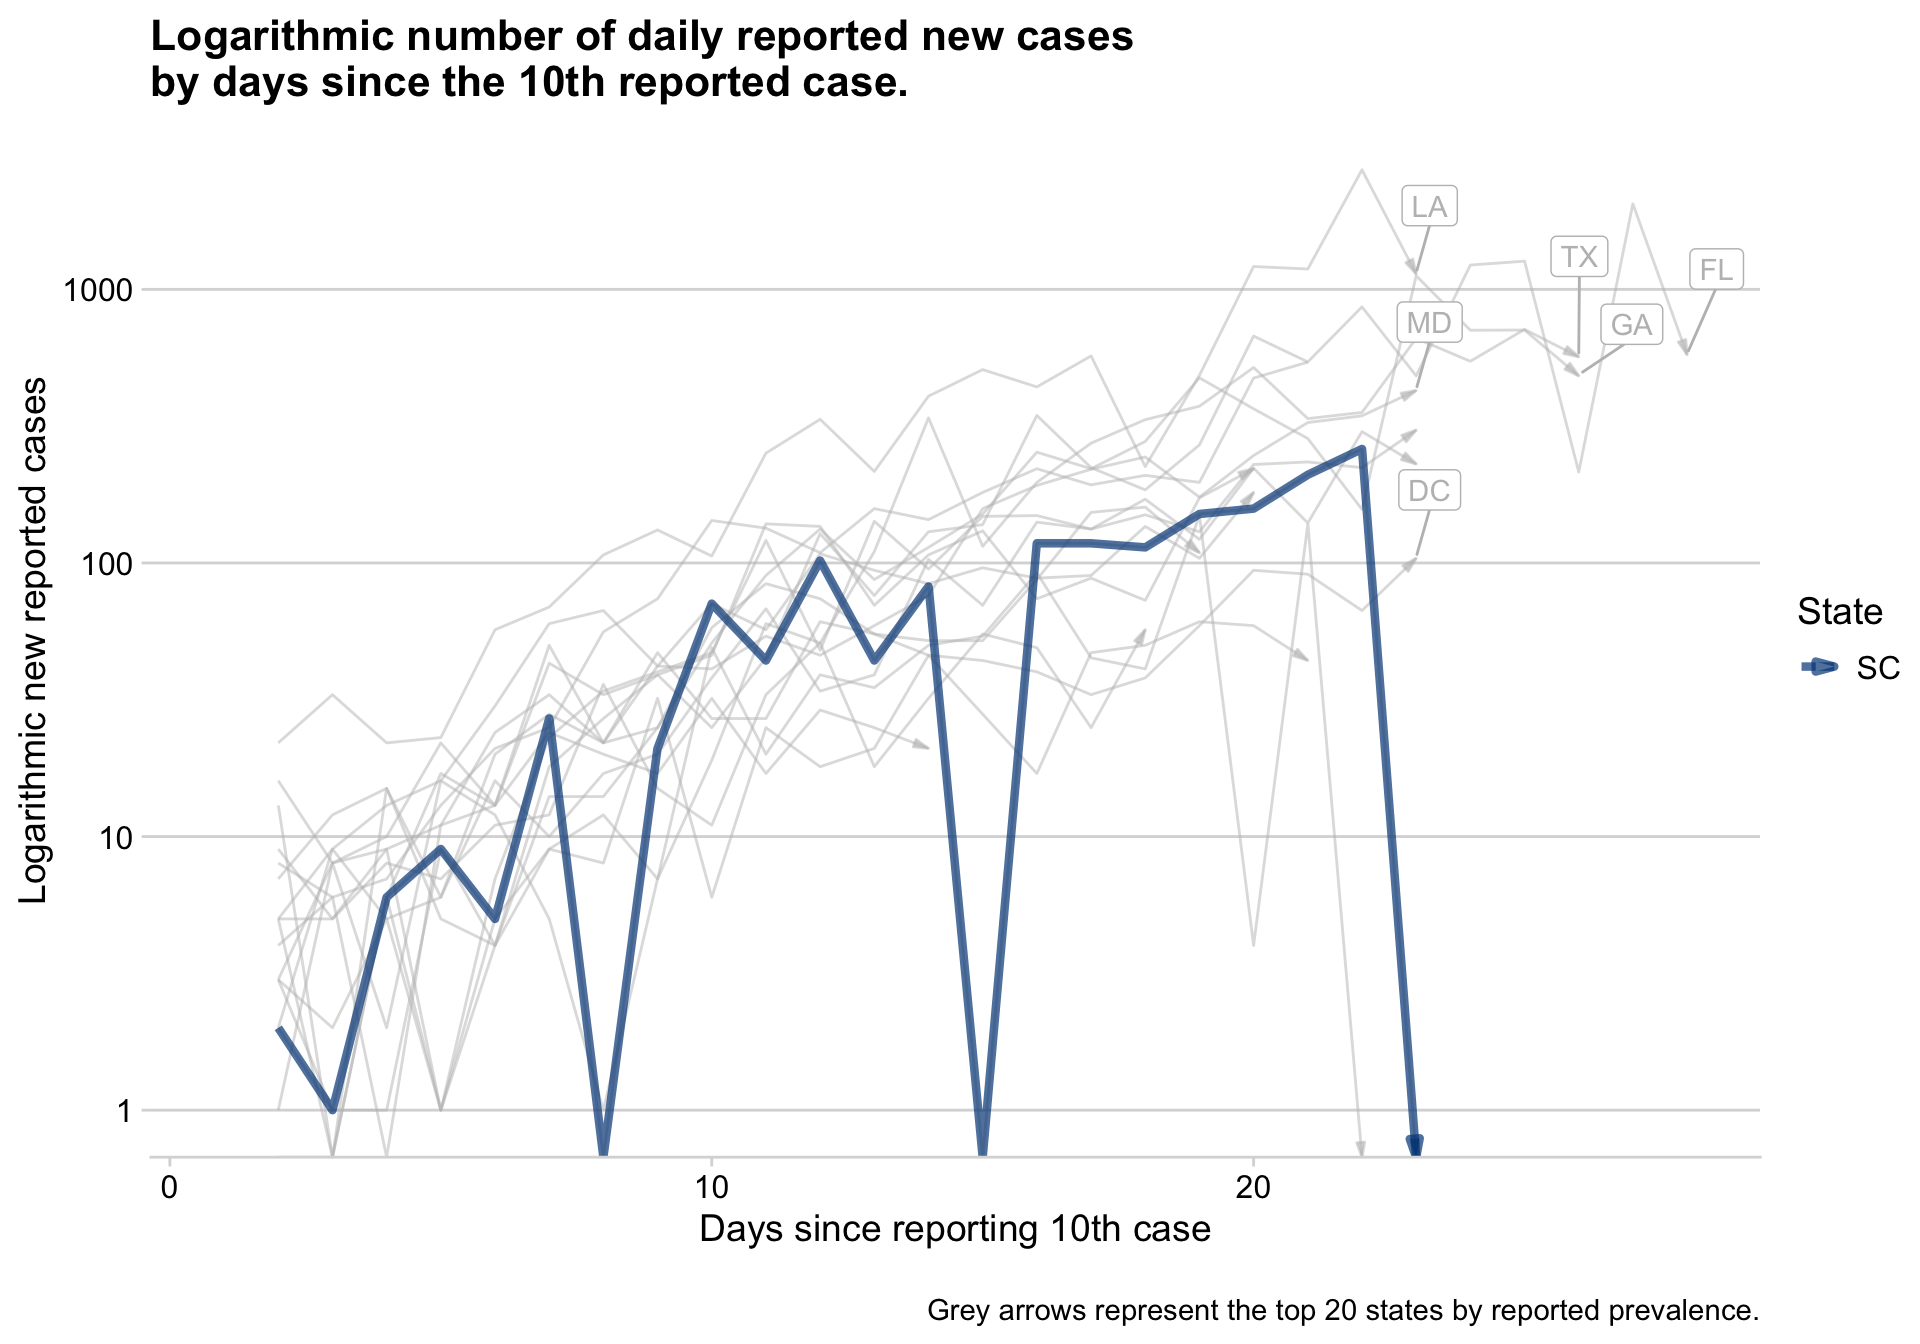 Logarithmic number of daily reported new cases
by days since the 10th reported case.
LA
TX
FL
MD
GA
DC
1000
100
10
1
Logarithmic new reported cases
0
10
20
Days since reporting 10th case
State
SC
Grey arrows represent the top 20 states by reported prevalence.